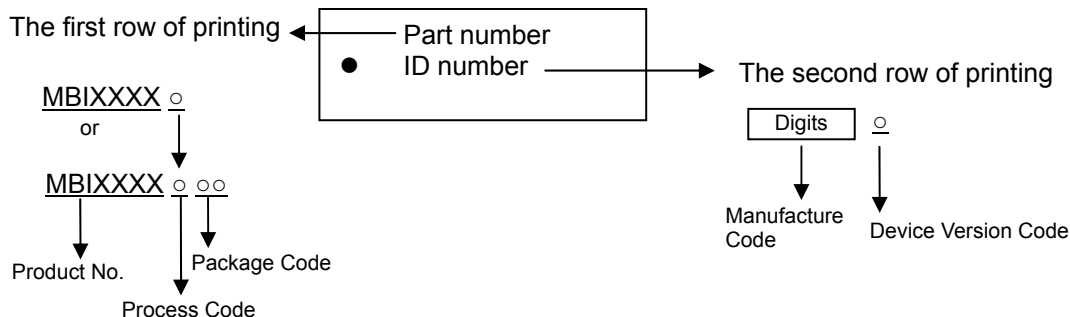 The first row of printing
Part number
ID number
The second row of printing
MBIXXXX ○
or
MBIXXXX ○ ○○
Product No.
Package Code
Process Code
Digits ○
Manufacture
Code
Device Version Code